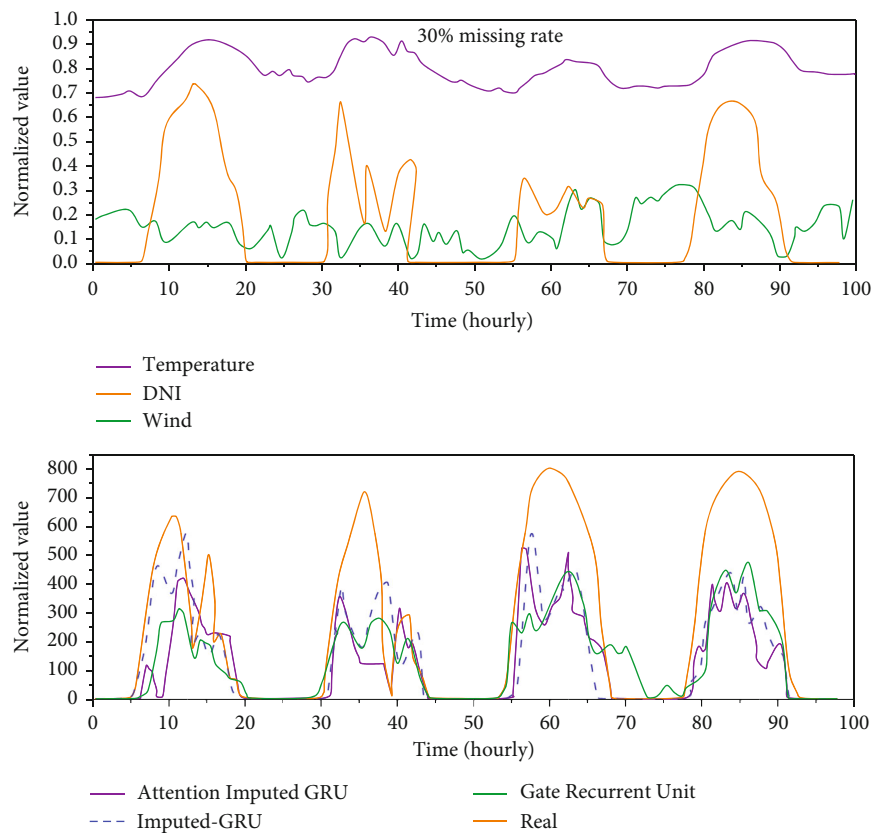 30% missing rate
Normalized value
1.0
0.9
0.8
0.7
0.6
0.5
0.4
0.3
0.2
0.1
0.0
0 10 20 30 40 50 60 70 80 90 100
Time (hourly)
Temperature
DNI
Wind
Normalized value
800
700
600
500
400
300
200
100
0
0 10 20 30 40 50 60 70 80 90 100
Time (hourly)
Attention Imputed GRU
Imputed-GRU
Gate Recurrent Unit
Real